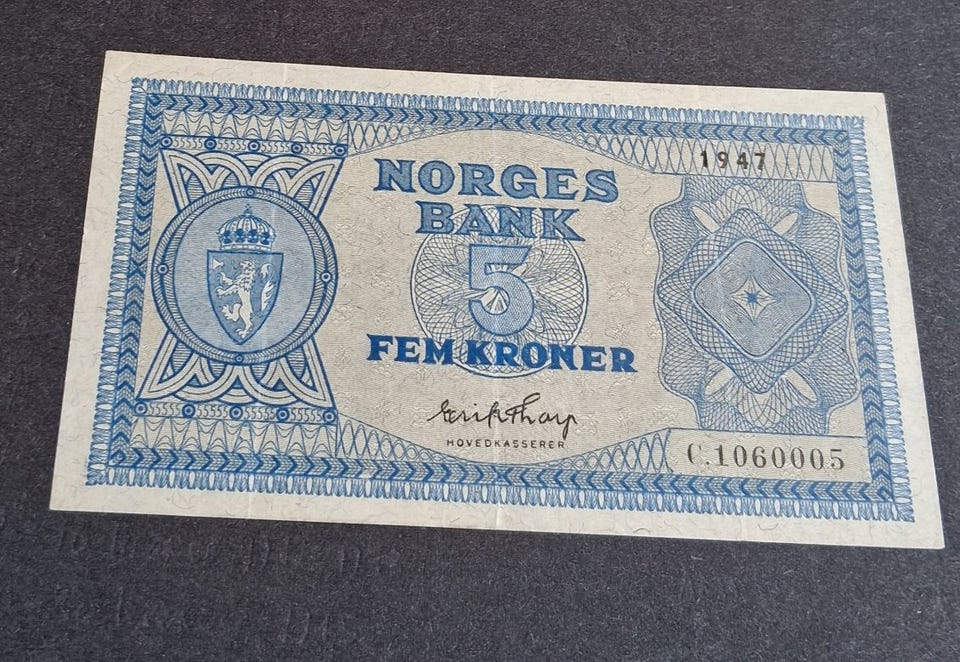 1947
NORGES
BANK
5
FEM KRONER
Erik Thorp
HOVEDKASSERER
C.1060005